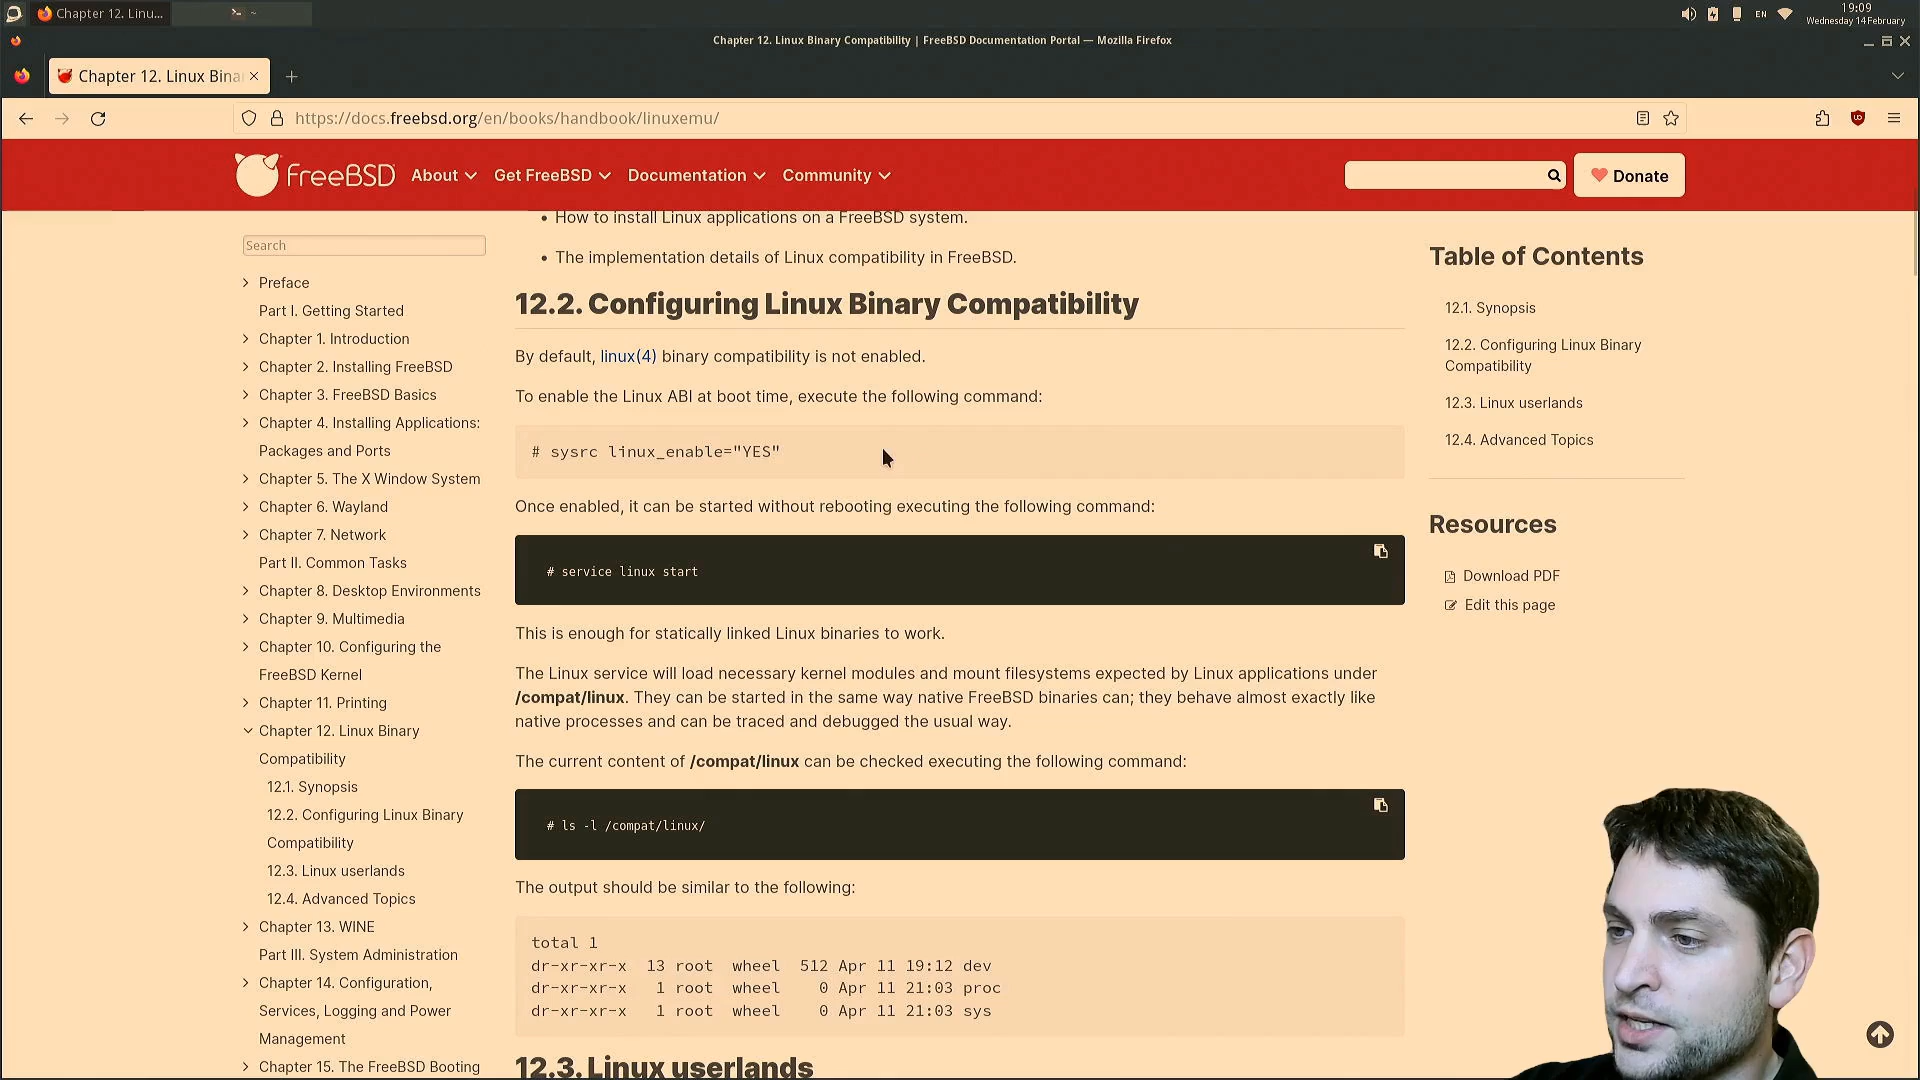 Chapter 12. Linu...
~
EN
19:09
Wednesday 14 February
Chapter 12. Linux Binary Compatibility | FreeBSD Documentation Portal — Mozilla Firefox
Chapter 12. Linux Bina
https://docs.freebsd.org/en/books/handbook/linuxemu/
FreeBSD
About
Get FreeBSD
Documentation
Community
Donate
Search
Preface
Part I. Getting Started
Chapter 1. Introduction
Chapter 2. Installing FreeBSD
Chapter 3. FreeBSD Basics
Chapter 4. Installing Applications:
Packages and Ports
Chapter 5. The X Window System
Chapter 6. Wayland
Chapter 7. Network
Part II. Common Tasks
Chapter 8. Desktop Environments
Chapter 9. Multimedia
Chapter 10. Configuring the
FreeBSD Kernel
Chapter 11. Printing
Chapter 12. Linux Binary
Compatibility
12.1. Synopsis
12.2. Configuring Linux Binary
Compatibility
12.3. Linux userlands
12.4. Advanced Topics
Chapter 13. WINE
Part III. System Administration
Chapter 14. Configuration,
Services, Logging and Power
Management
Chapter 15. The FreeBSD Booting
• How to install Linux applications on a FreeBSD system.
• The implementation details of Linux compatibility in FreeBSD.
12.2. Configuring Linux Binary Compatibility
By default, linux(4) binary compatibility is not enabled.
To enable the Linux ABI at boot time, execute the following command:
# sysrc linux_enable="YES"
Once enabled, it can be started without rebooting executing the following command:
# service linux start
This is enough for statically linked Linux binaries to work.
The Linux service will load necessary kernel modules and mount filesystems expected by Linux applications under
/compat/linux. They can be started in the same way native FreeBSD binaries can; they behave almost exactly like
native processes and can be traced and debugged the usual way.
The current content of /compat/linux can be checked executing the following command:
# ls -l /compat/linux/
The output should be similar to the following:
total 1
dr-xr-xr-x  13 root  wheel  512 Apr 11 19:12 dev
dr-xr-xr-x   1 root  wheel    0 Apr 11 21:03 proc
dr-xr-xr-x   1 root  wheel    0 Apr 11 21:03 sys
12.3. Linux userlands
Table of Contents
12.1. Synopsis
12.2. Configuring Linux Binary
Compatibility
12.3. Linux userlands
12.4. Advanced Topics
Resources
Download PDF
Edit this page